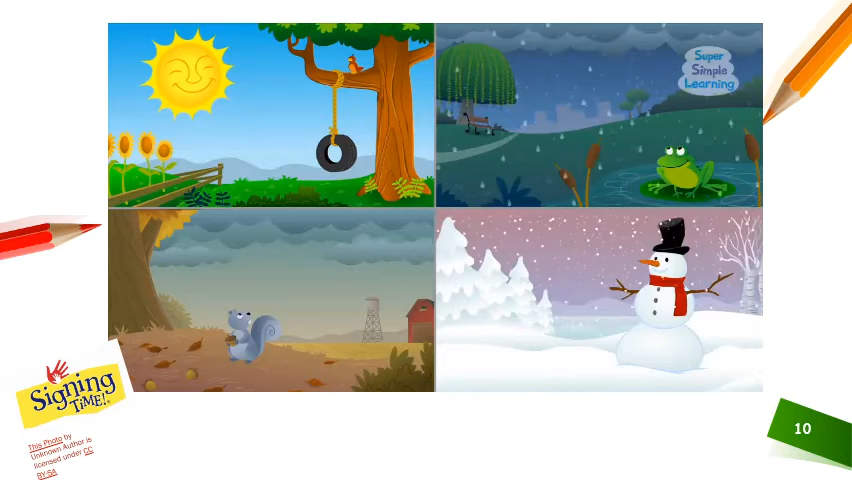 Super
Simple
Learning
Signing
TiME!
This Photo by
Unknown Author is
licensed under CC
BY-SA
10